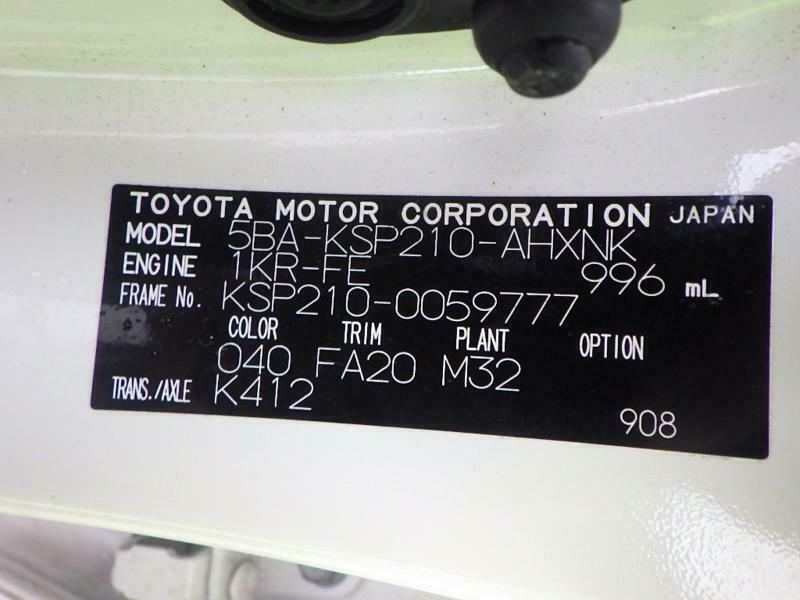 TOYOTA MOTOR CORPORATION JAPAN
MODEL 5BA-KSP210-AHXNK
ENGINE 1KR-FE 996 mL
FRAME No. KSP210-0059777
COLOR TRIM PLANT OPTION
040 FA20 M32
TRANS./AXLE K412
908